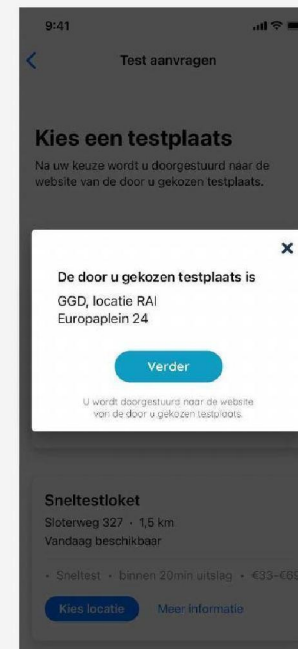 9:41
Test aanvragen
Kies een testplaats
Na uw keuze wordt u doorgestuurd naar de
website van de door u gekozen testplaats.
De door u gekozen testplaats is
GGD, locatie RAI
Europaplein 24
Verder
U wordt doorgestuurd naar de website
van de door u gekozen testplaats.
Sneltestloket
Sloterweg 327 · 1,5 km
Vandaag beschikbaar
• Sneltest • binnen 20min uitslag • €33-€69
Kies locatie Meer informatie